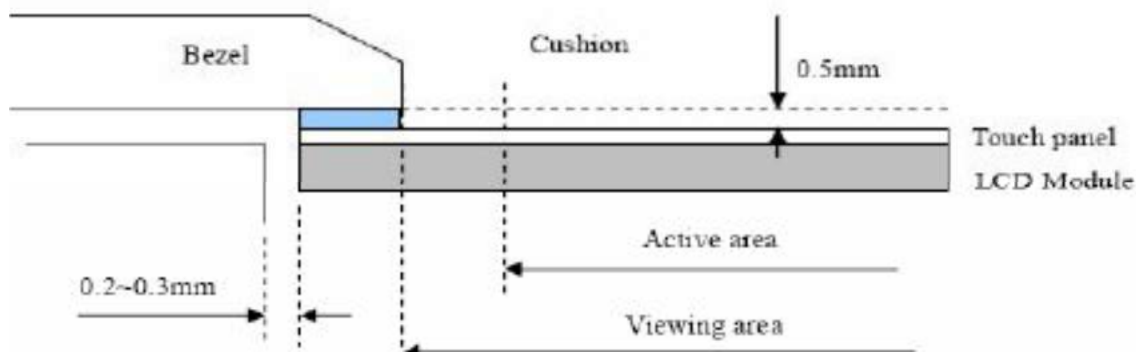 Cushion
Bezel
0.5mm
Touch panel
LCD Module
Active area
0.2~0.3mm
Viewing area